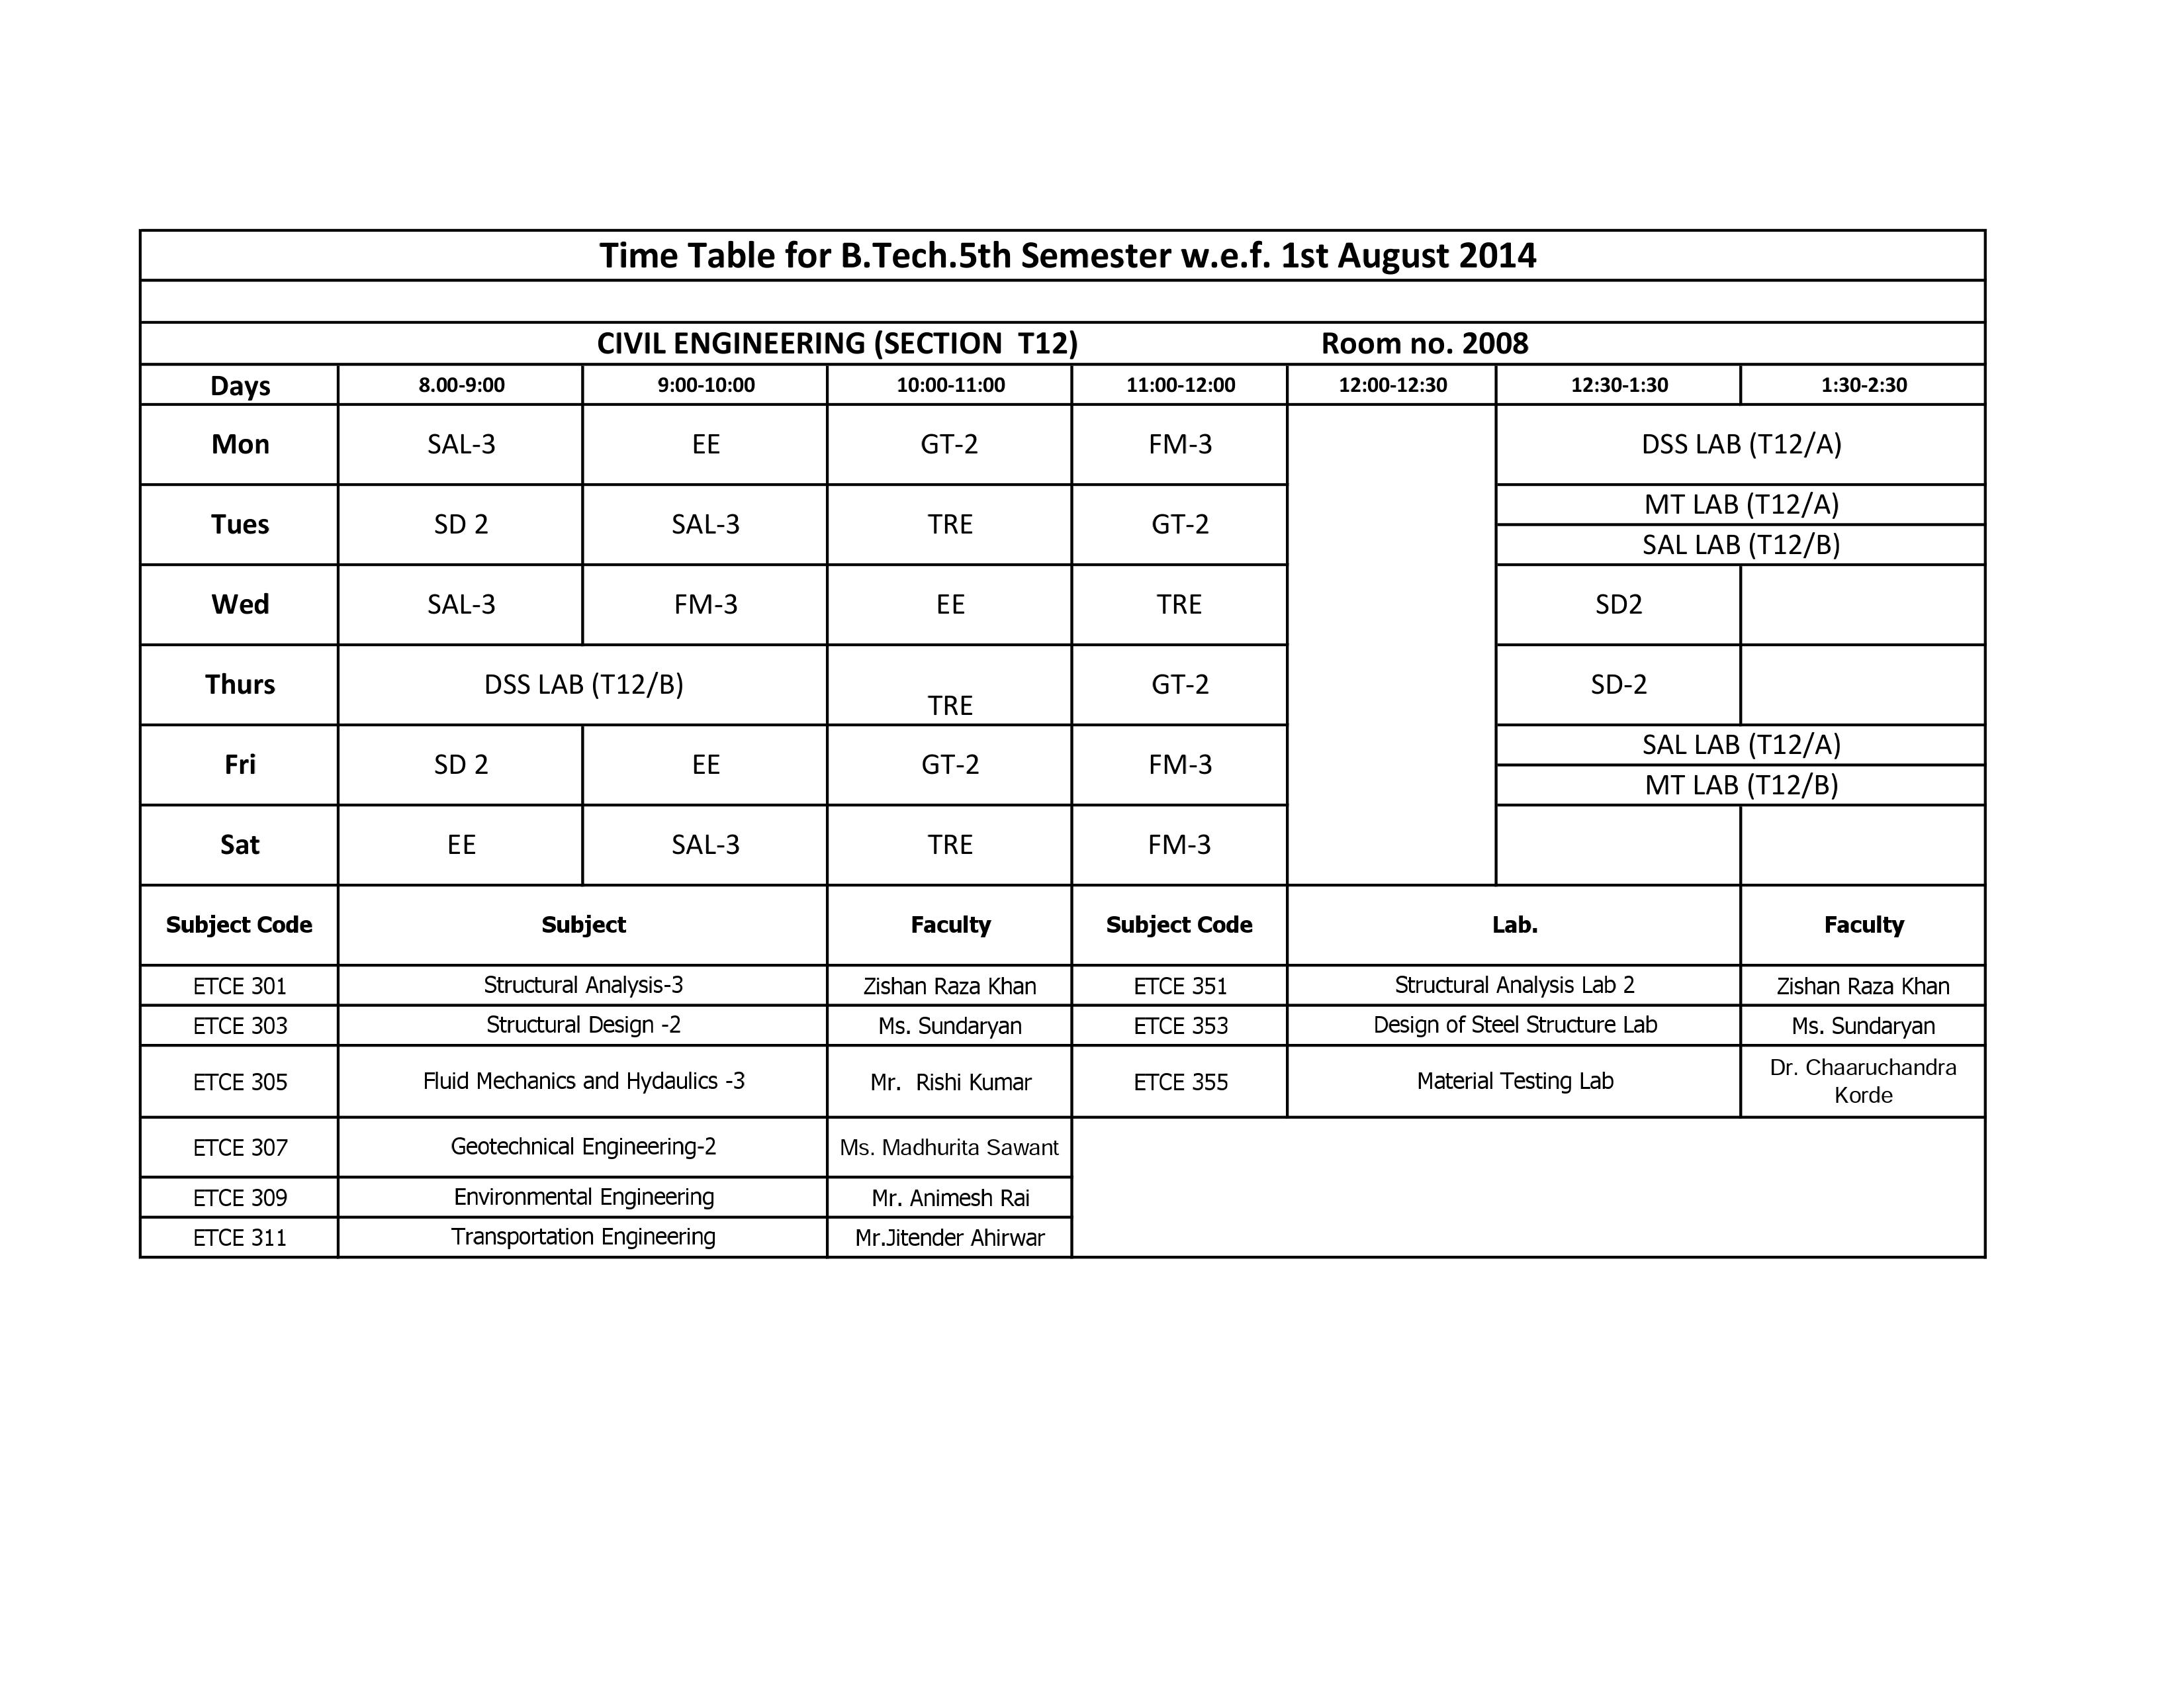 Time Table for B.Tech.5th Semester w.e.f. 1st August 2014
CIVIL ENGINEERING (SECTION T12) Room no. 2008
Days 8.00-9:00 9:00-10:00 10:00-11:00 11:00-12:00 12:00-12:30 12:30-1:30 1:30-2:30
Mon SAL-3 EE GT-2 FM-3 DSS LAB (T12/A)
Tues SD 2 SAL-3 TRE GT-2 MT LAB (T12/A)
SAL LAB (T12/B)
Wed SAL-3 FM-3 EE TRE SD2
Thurs DSS LAB (T12/B) TRE GT-2 SD-2
Fri SD 2 EE GT-2 FM-3 SAL LAB (T12/A)
MT LAB (T12/B)
Sat EE SAL-3 TRE FM-3
Subject Code Subject Faculty Subject Code Lab. Faculty
ETCE 301 Structural Analysis-3 Zishan Raza Khan ETCE 351 Structural Analysis Lab 2 Zishan Raza Khan
ETCE 303 Structural Design -2 Ms. Sundaryan ETCE 353 Design of Steel Structure Lab Ms. Sundaryan
ETCE 305 Fluid Mechanics and Hydaulics -3 Mr. Rishi Kumar ETCE 355 Material Testing Lab Dr. Chaaruchandra
Korde
ETCE 307 Geotechnical Engineering-2 Ms. Madhurita Sawant
ETCE 309 Environmental Engineering Mr. Animesh Rai
ETCE 311 Transportation Engineering Mr.Jitender Ahirwar